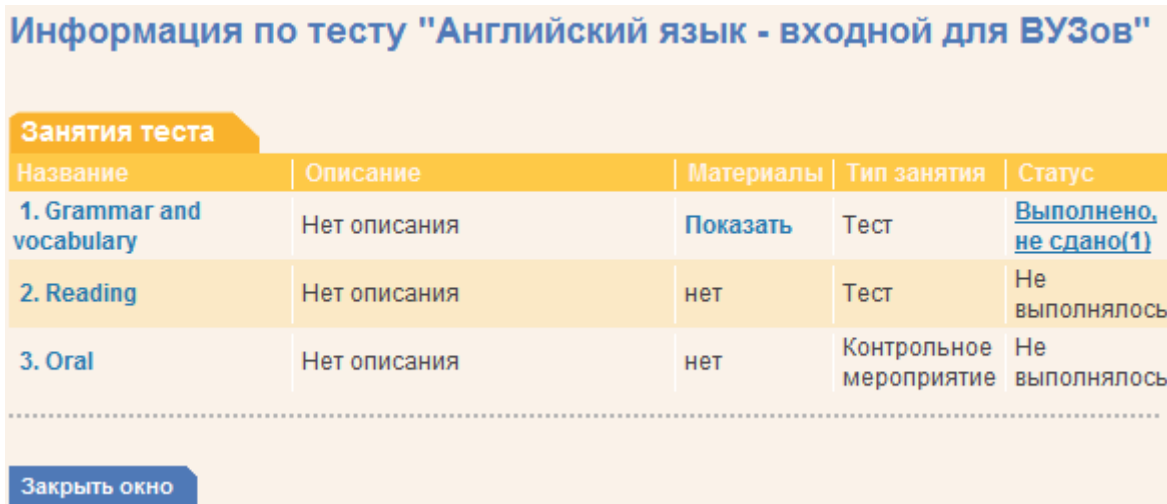 Информация по тесту "Английский язык - входной для ВУЗов"
Занятия теста
Название Описание Материалы Тип занятия Статус
1. Grammar and vocabulary Нет описания Показать Тест Выполнено, не сдано(1)
2. Reading Нет описания нет Тест Не выполнялось
3. Oral Нет описания нет Контрольное мероприятие Не выполнялось
Закрыть окно